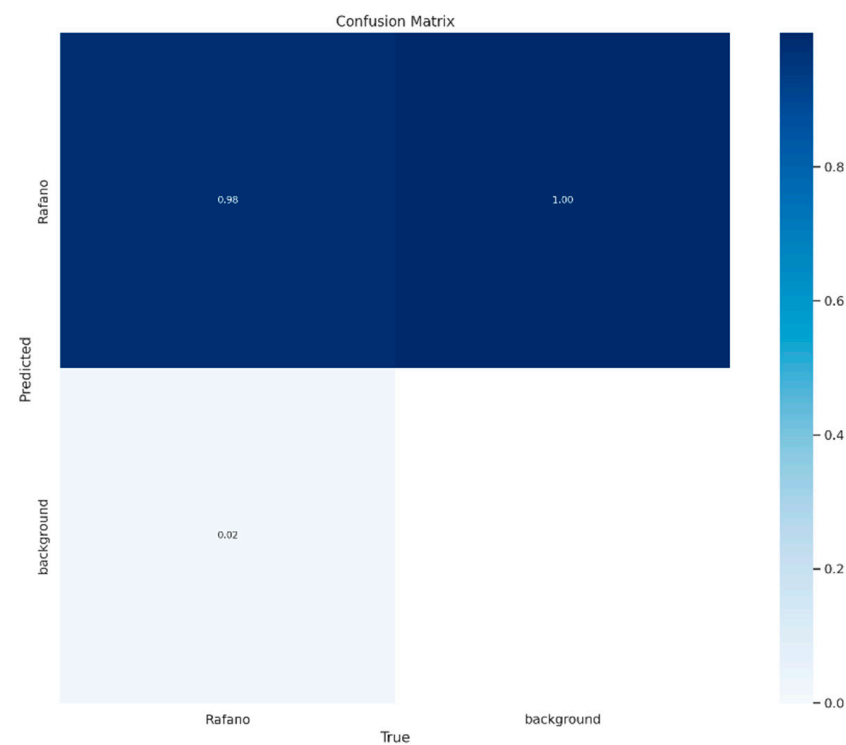 Confusion Matrix
Rafano
0.98
1.00
0.8
0.6
Predicted
0.4
background
0.02
0.2
0.0
Rafano
background
True